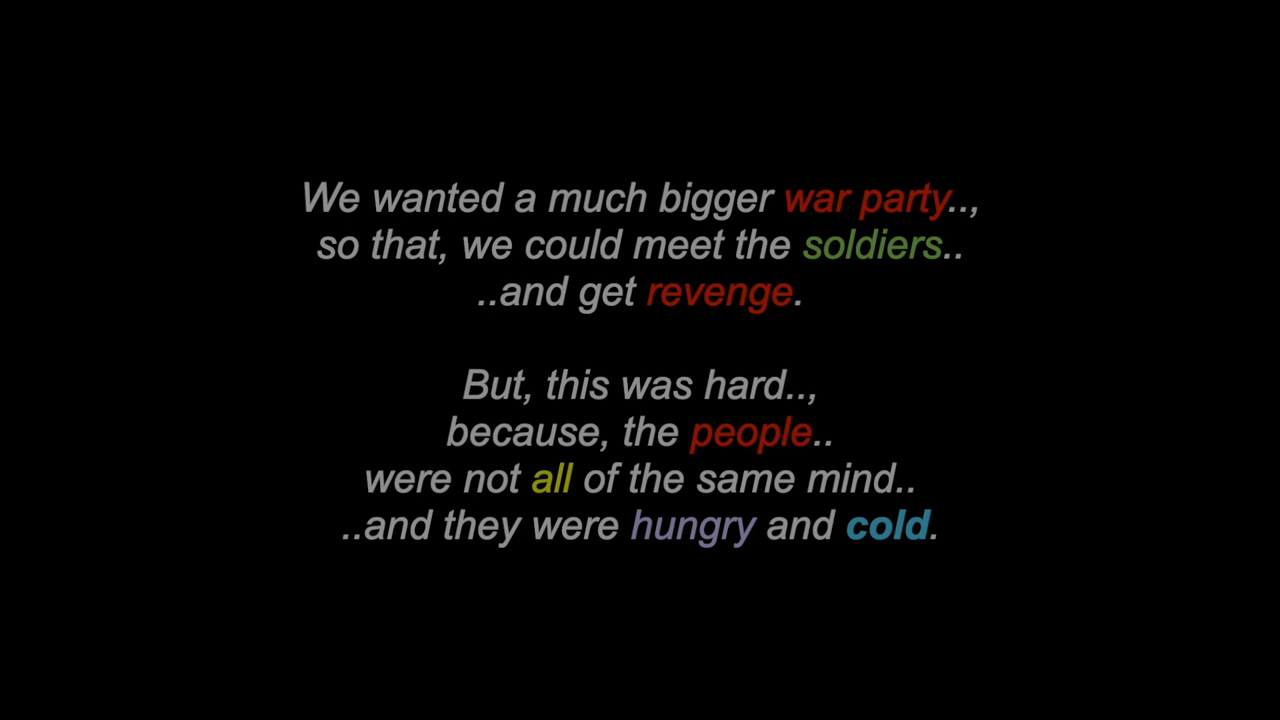 We wanted a much bigger war party..,
so that, we could meet the soldiers..
..and get revenge.
But, this was hard..,
because, the people..
were not all of the same mind..
..and they were hungry and cold.